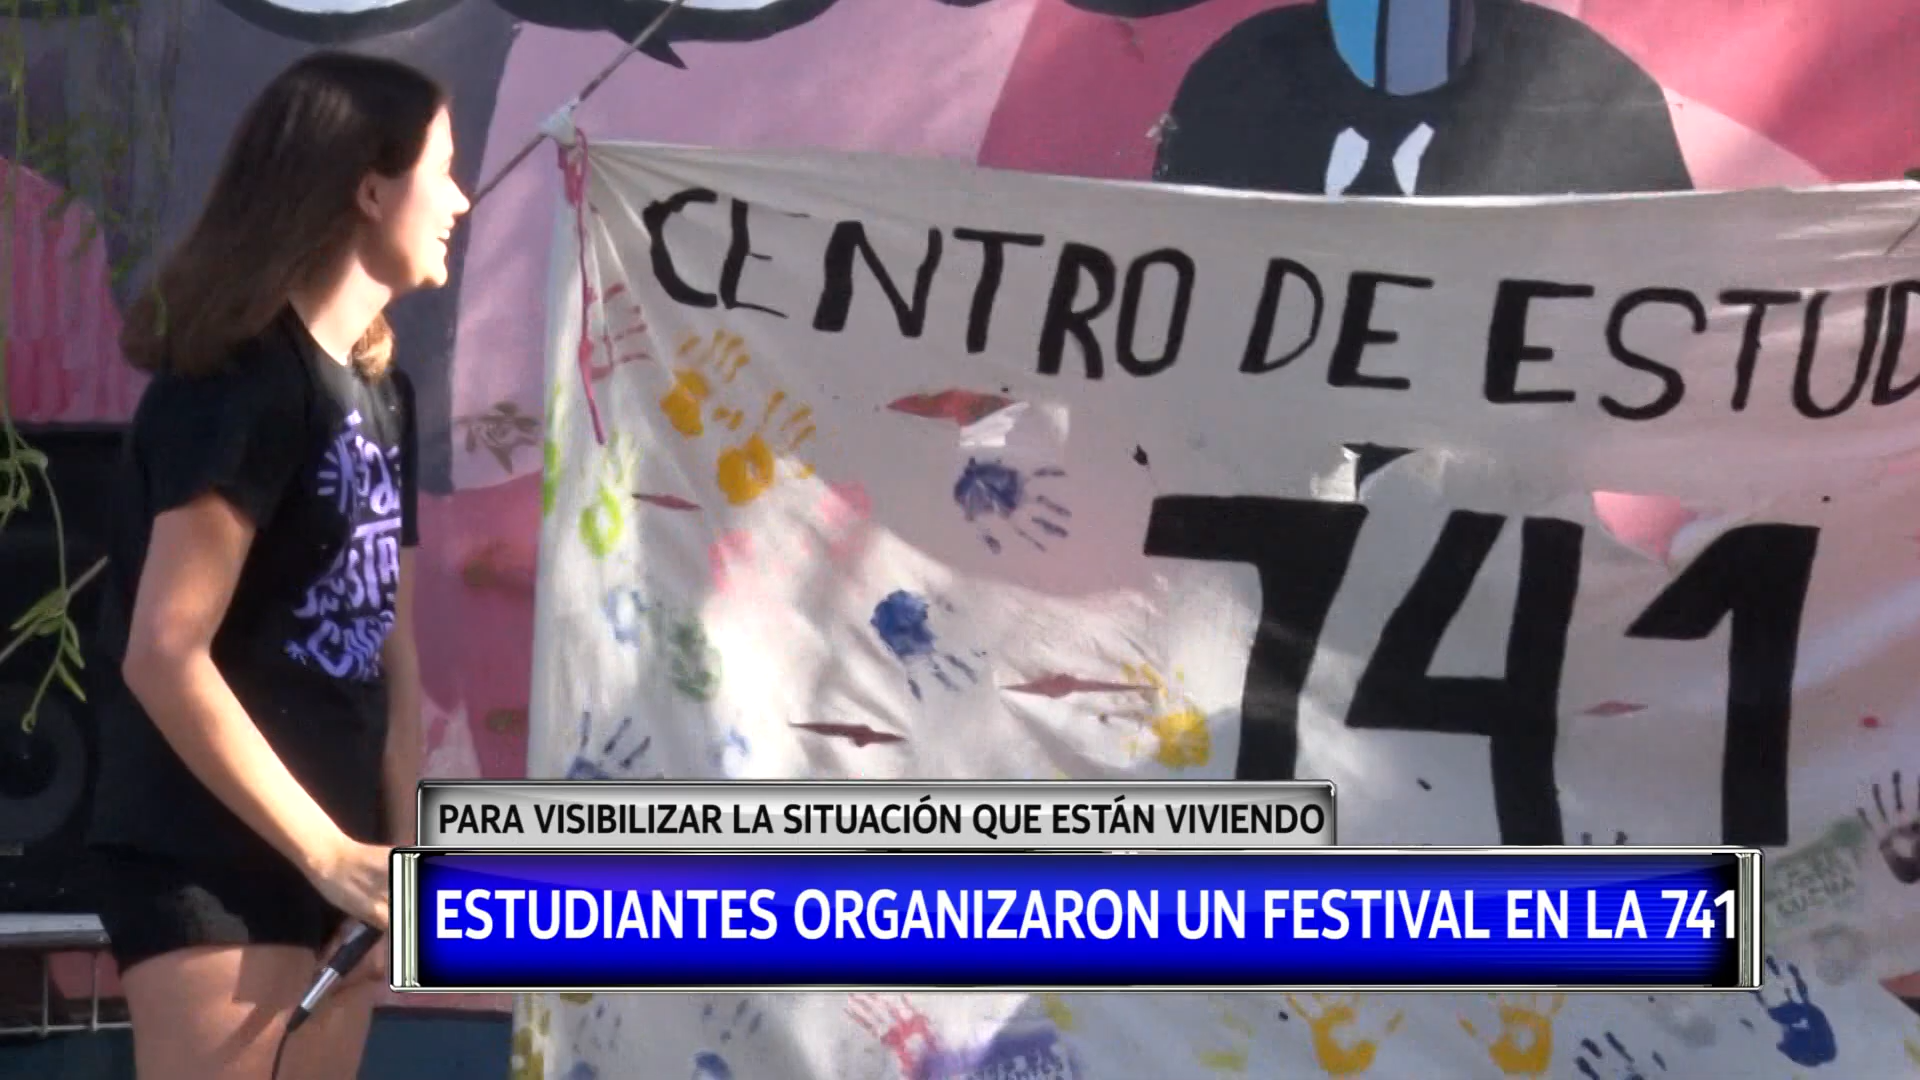 CENTRO DE ESTUD
741
PARA VISIBILIZAR LA SITUACIÓN QUE ESTÁN VIVIENDO
ESTUDIANTES ORGANIZARON UN FESTIVAL EN LA 741